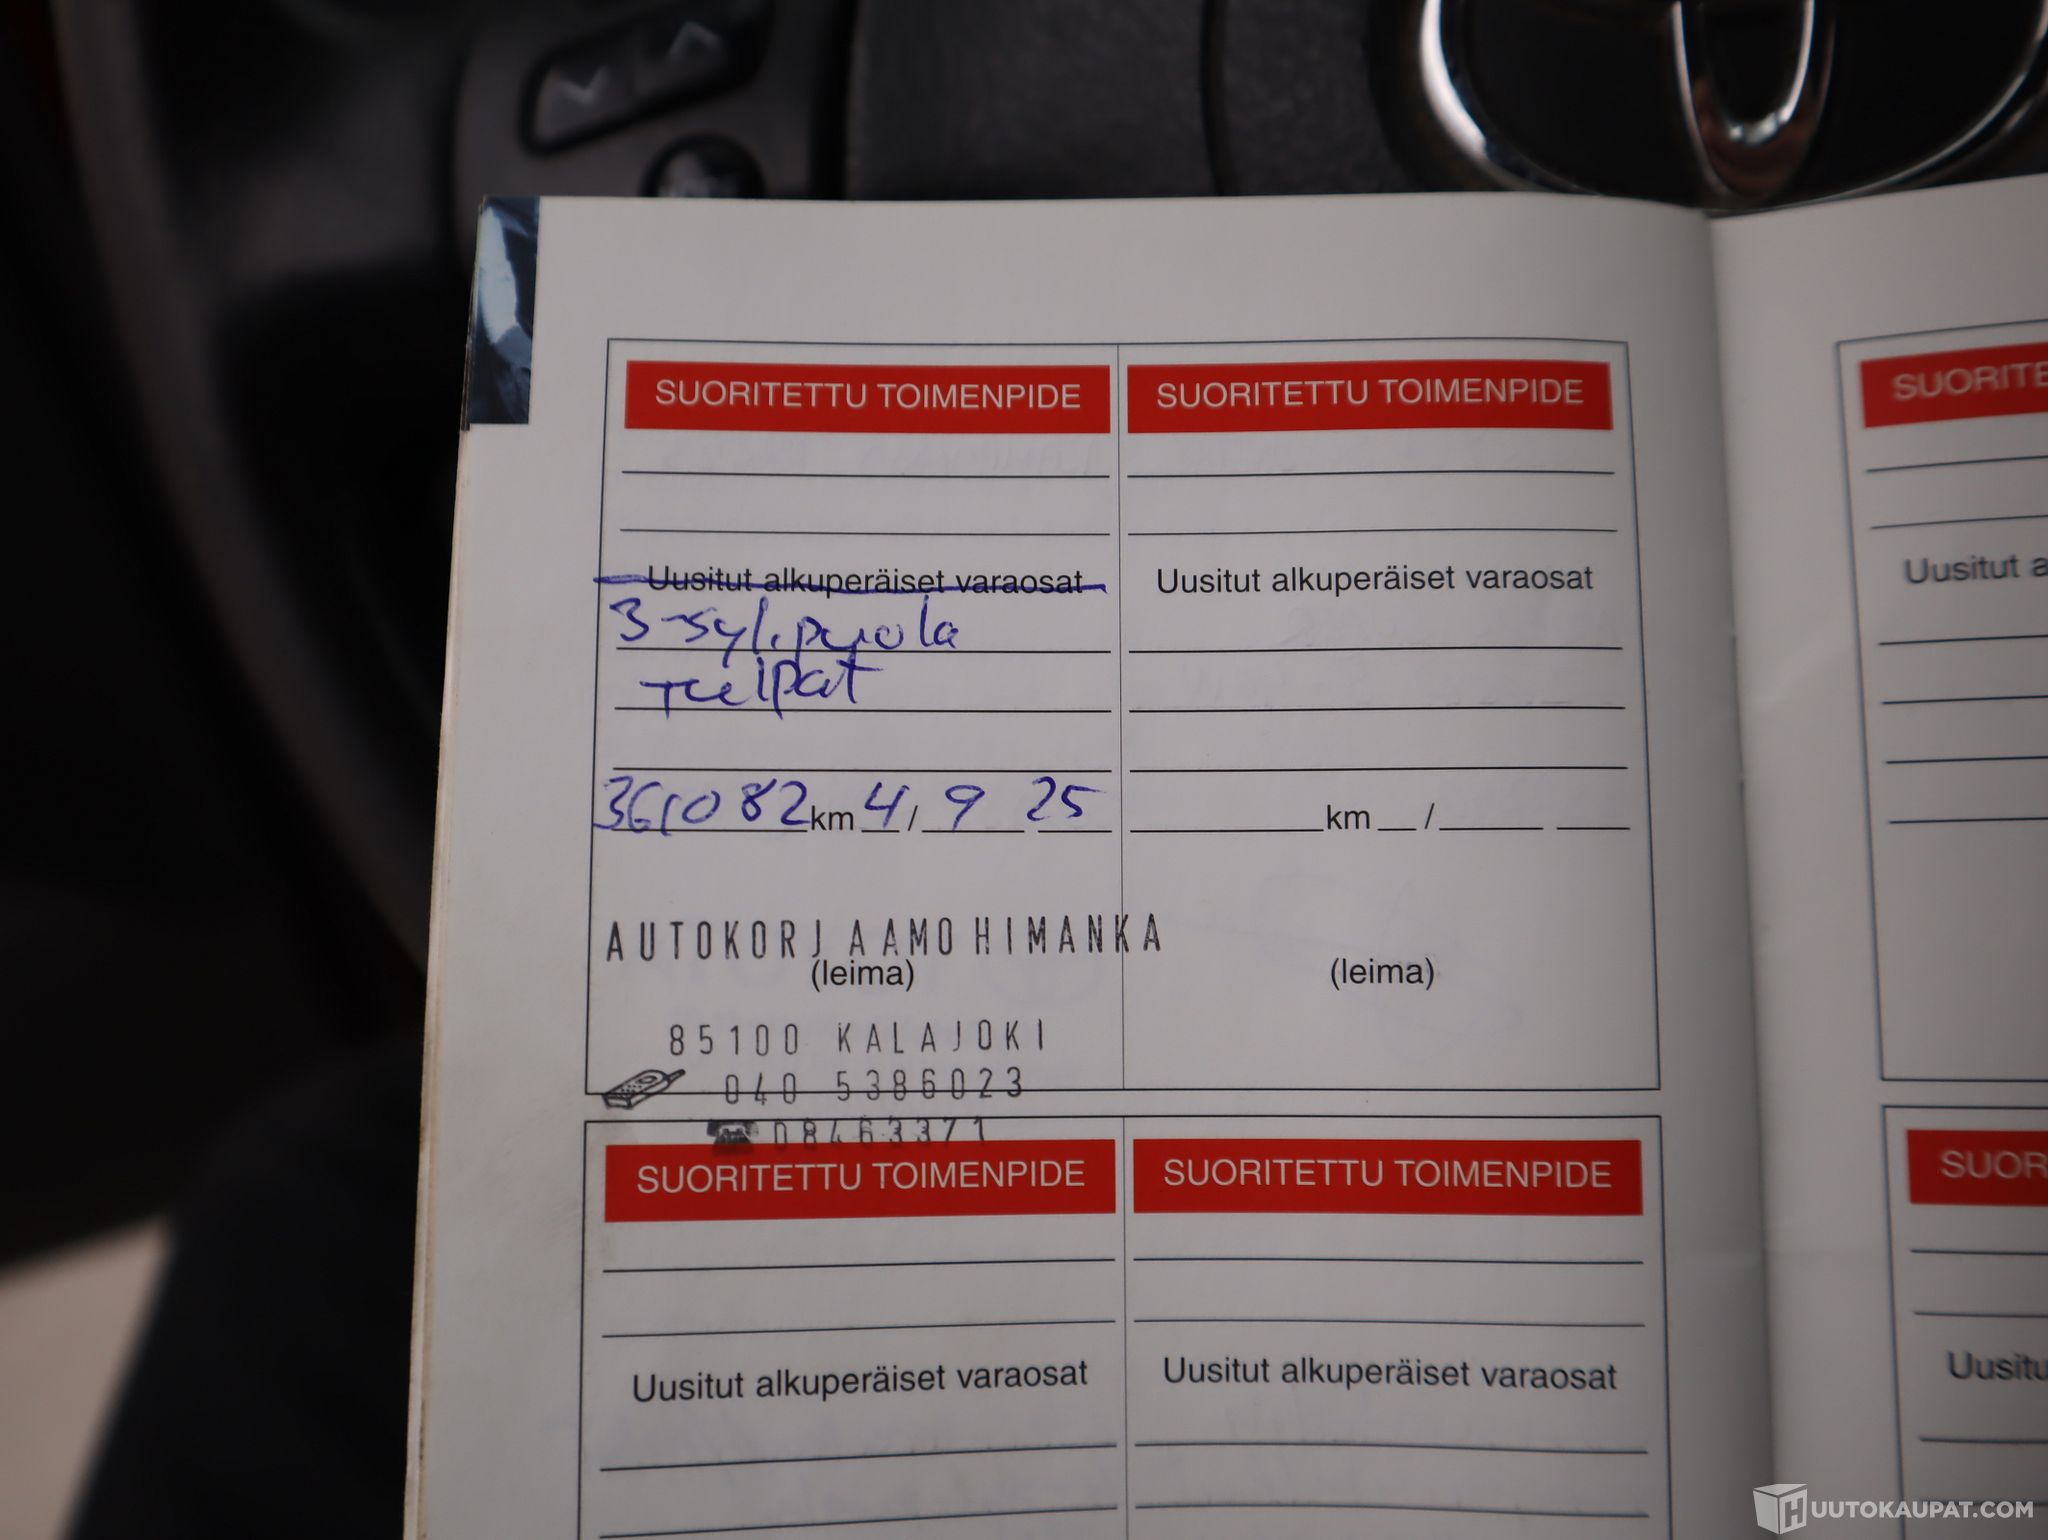 SUORITETTU TOIMENPIDE
Uusitut alkuperäiset varaosat
3-syl. pyola
361082 km 4/9 25
AUTOKORJAAMO HIMANKA
(leima)
85100 KALAJOKI
040 5386023
08463371
SUORITETTU TOIMENPIDE
Uusitut alkuperäiset varaosat
km /
(leima)
SUORITE
Uusitut a
SUORITETTU TOIMENPIDE
Uusitut alkuperäiset varaosat
SUORITETTU TOIMENPIDE
Uusitut alkuperäiset varaosat
SUOR
Uusitu
HUUTOKAUPAT.COM